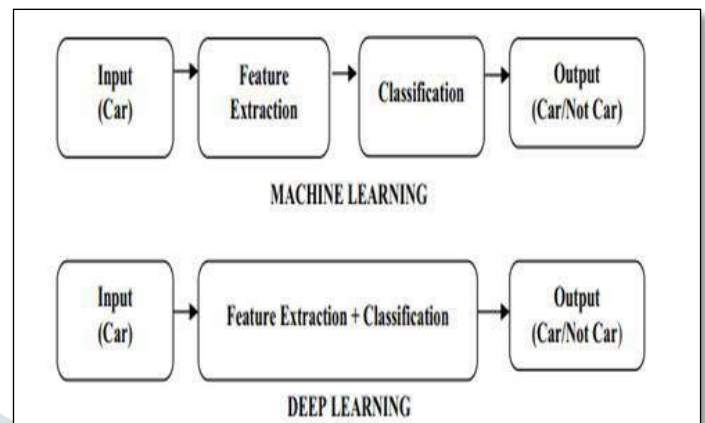 Input
(Car)
Feature
Extraction
Classification
Output
(Car/Not Car)
MACHINE LEARNING
Input
(Car)
Feature Extraction + Classification
Output
(Car/Not Car)
DEEP LEARNING